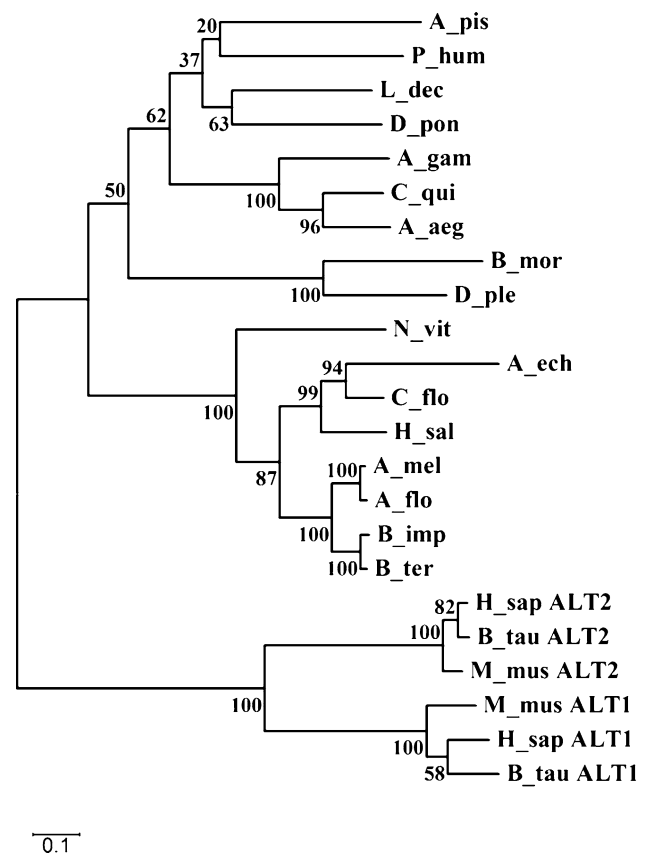 20
A_pis
P_hum
37
L_dec
63
D_pon
62
A_gam
100
C_qui
96
A_aeg
50
B_mor
100
D_ple
N_vit
100
94
A_ech
99
C_flo
H_sal
87
100
A_mel
A_flo
100
B_imp
100
B_ter
82
H_sap ALT2
100
B_tau ALT2
M_mus ALT2
100
M_mus ALT1
100
H_sap ALT1
58
B_tau ALT1
0.1